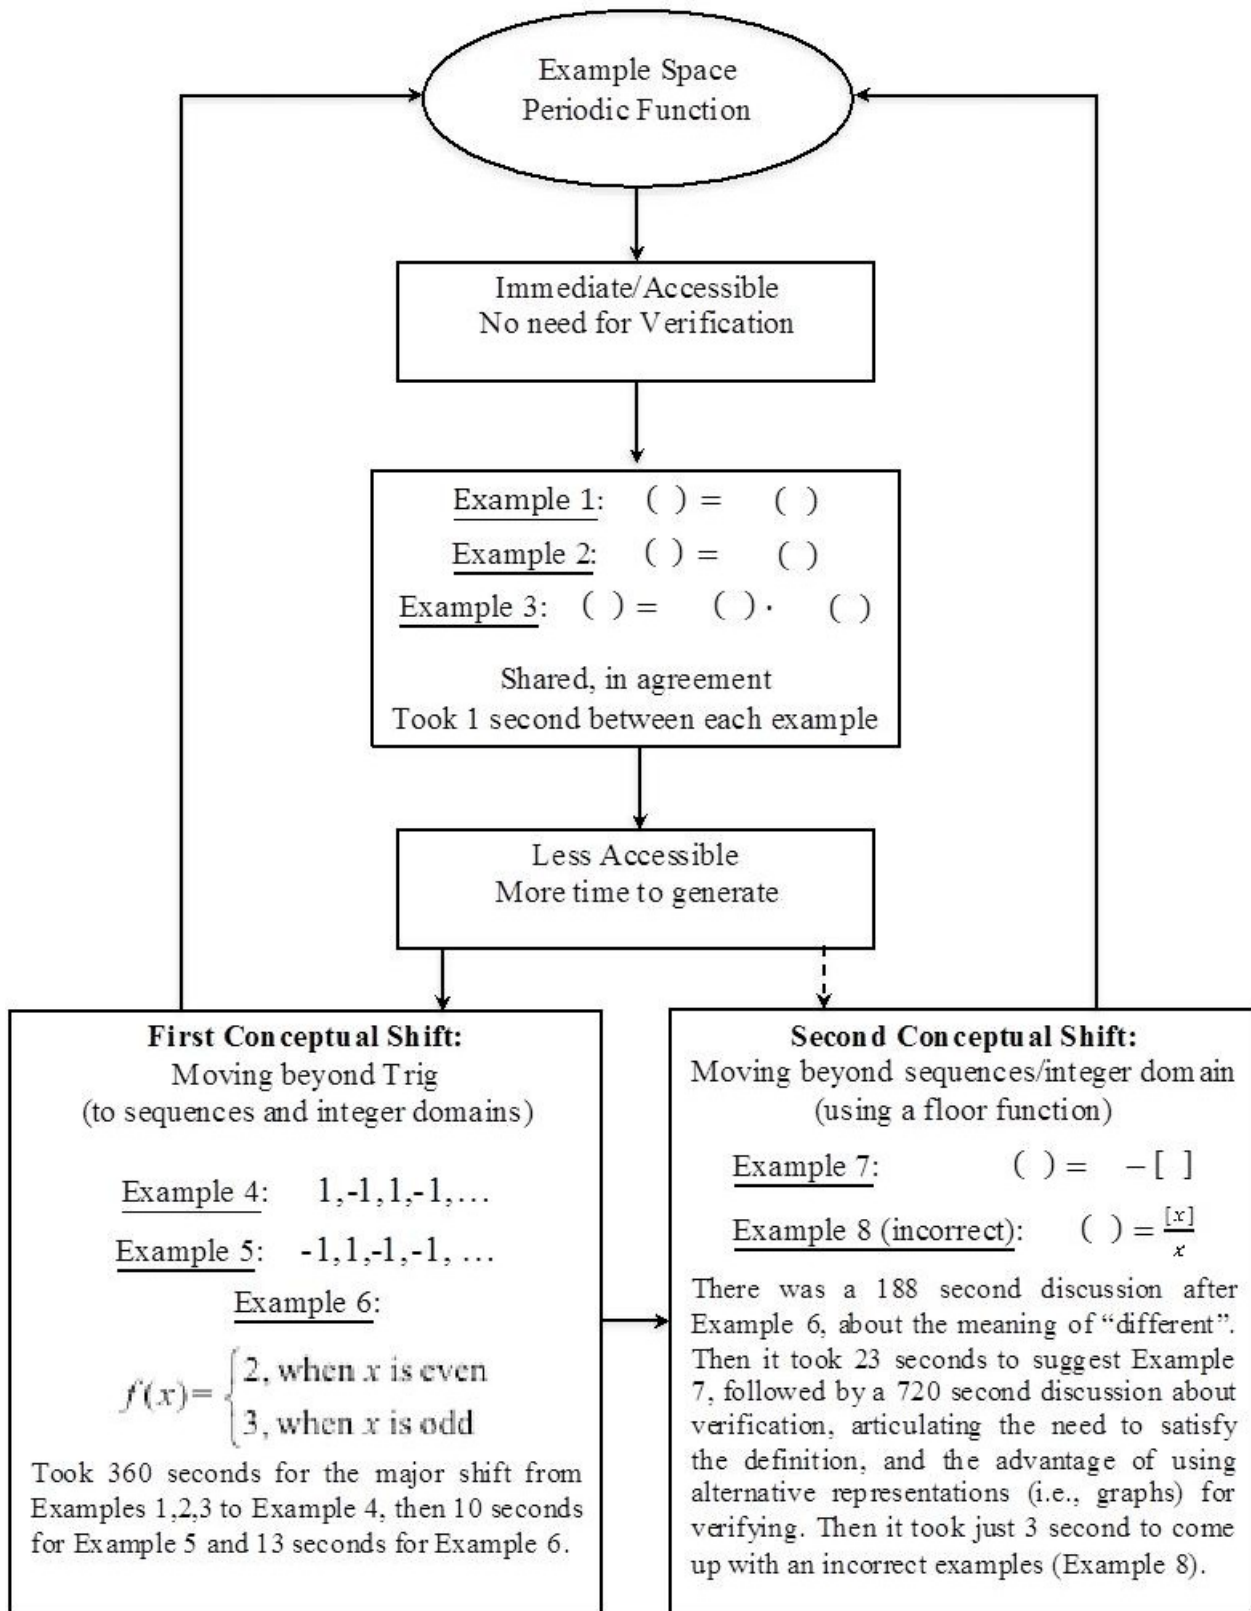 Example Space
Periodic Function
Immediate/Accessible
No need for Verification
Example 1: ( ) = ( )
Example 2: ( ) = ( )
Example 3: ( ) = ( ) · ( )
Shared, in agreement
Took 1 second between each example
Less Accessible
More time to generate
First Conceptual Shift:
Moving beyond Trig
(to sequences and integer domains)
Example 4: 1,-1,1,-1,…
Example 5: -1,1,-1,-1, …
Example 6:
f(x)= { 2, when x is even
3, when x is odd
Took 360 seconds for the major shift from
Examples 1,2,3 to Example 4, then 10 seconds
for Example 5 and 13 seconds for Example 6.
Second Conceptual Shift:
Moving beyond sequences/integer domain
(using a floor function)
Example 7: ( ) = − [ ]
Example 8 (incorrect): ( ) = [x]/x
There was a 188 second discussion after
Example 6, about the meaning of “different”.
Then it took 23 seconds to suggest Example
7, followed by a 720 second discussion about
verification, articulating the need to satisfy
the definition, and the advantage of using
alternative representations (i.e., graphs) for
verifying. Then it took just 3 second to come
up with an incorrect examples (Example 8).